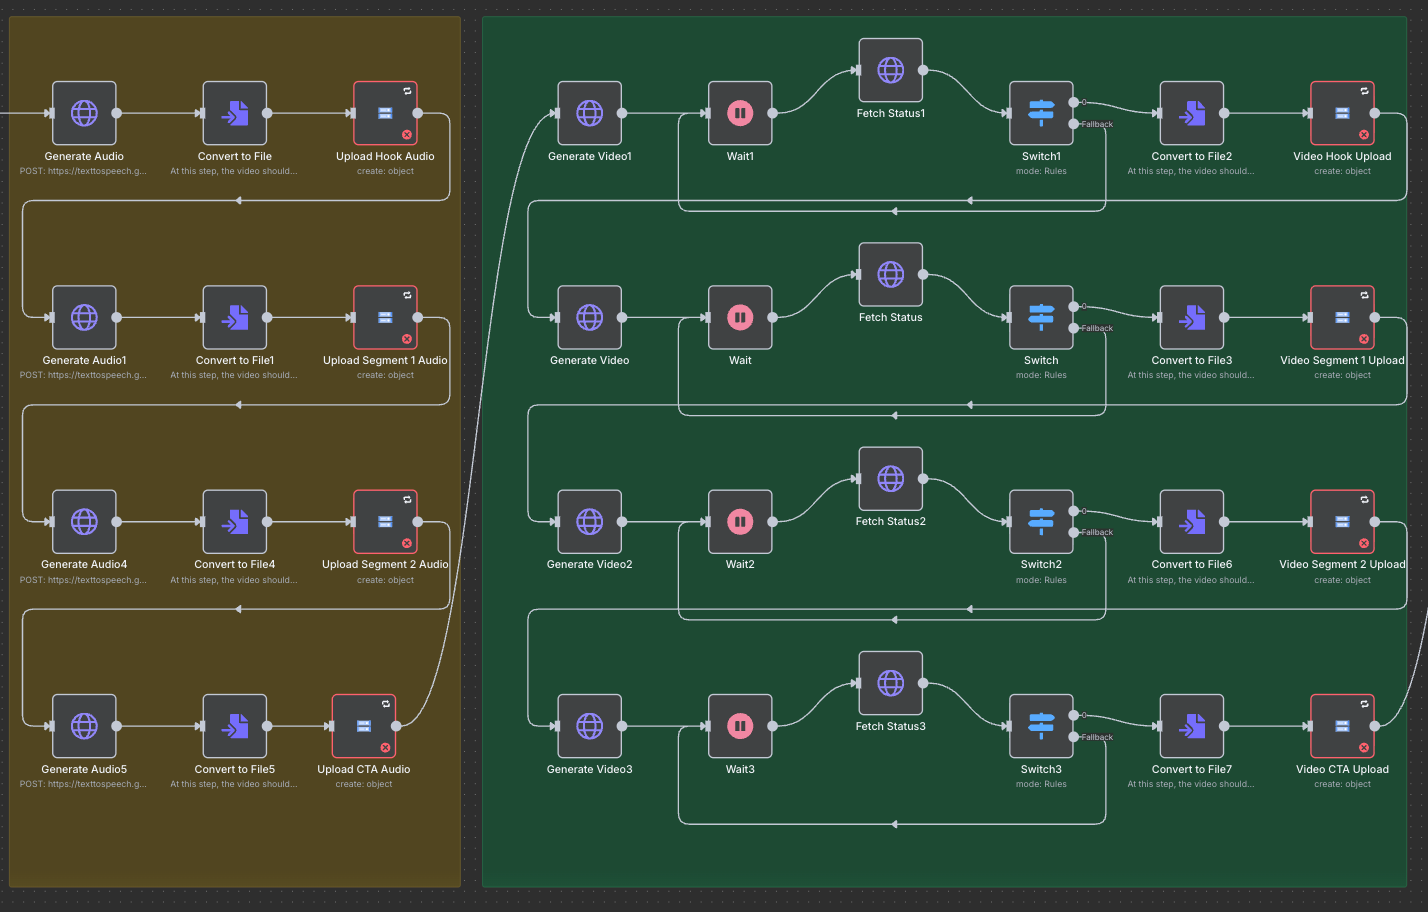 Generate Audio
POST: https://texttospeech.g...
Convert to File
At this step, the video should...
Upload Hook Audio
create: object
Generate Audio1
POST: https://texttospeech.g...
Convert to File1
At this step, the video should...
Upload Segment 1 Audio
create: object
Generate Audio4
POST: https://texttospeech.g...
Convert to File4
At this step, the video should...
Upload Segment 2 Audio
create: object
Generate Audio5
POST: https://texttospeech.g...
Convert to File5
At this step, the video should...
Upload CTA Audio
create: object
Generate Video1
Wait1
Fetch Status1
0
Fallback
Switch1
mode: Rules
Convert to File2
At this step, the video should...
Video Hook Upload
create: object
Generate Video
Wait
Fetch Status
0
Fallback
Switch
mode: Rules
Convert to File3
At this step, the video should...
Video Segment 1 Upload
create: object
Generate Video2
Wait2
Fetch Status2
0
Fallback
Switch2
mode: Rules
Convert to File6
At this step, the video should...
Video Segment 2 Upload
create: object
Generate Video3
Wait3
Fetch Status3
0
Fallback
Switch3
mode: Rules
Convert to File7
At this step, the video should...
Video CTA Upload
create: object